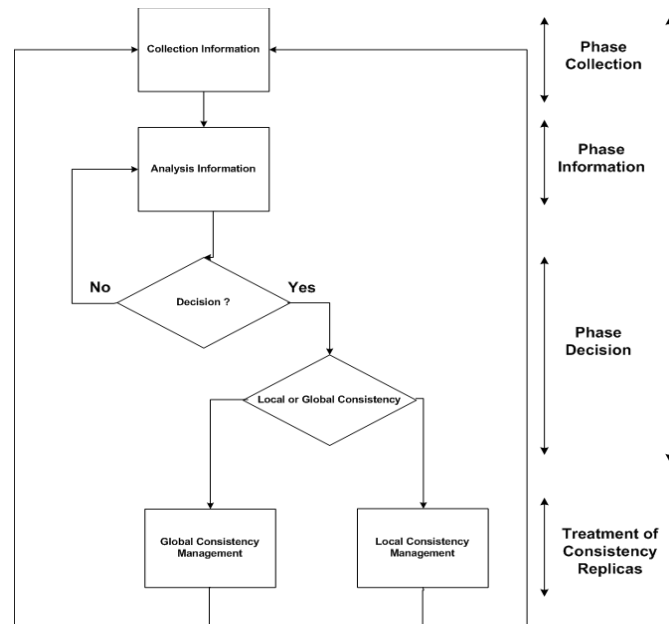 Collection Information
Phase
Collection
Analysis Information
Phase
Information
No
Yes
Decision ?
Phase
Decision
Local or Global Consistency
Global Consistency
Management
Local Consistency
Management
Treatment of
Consistency
Replicas